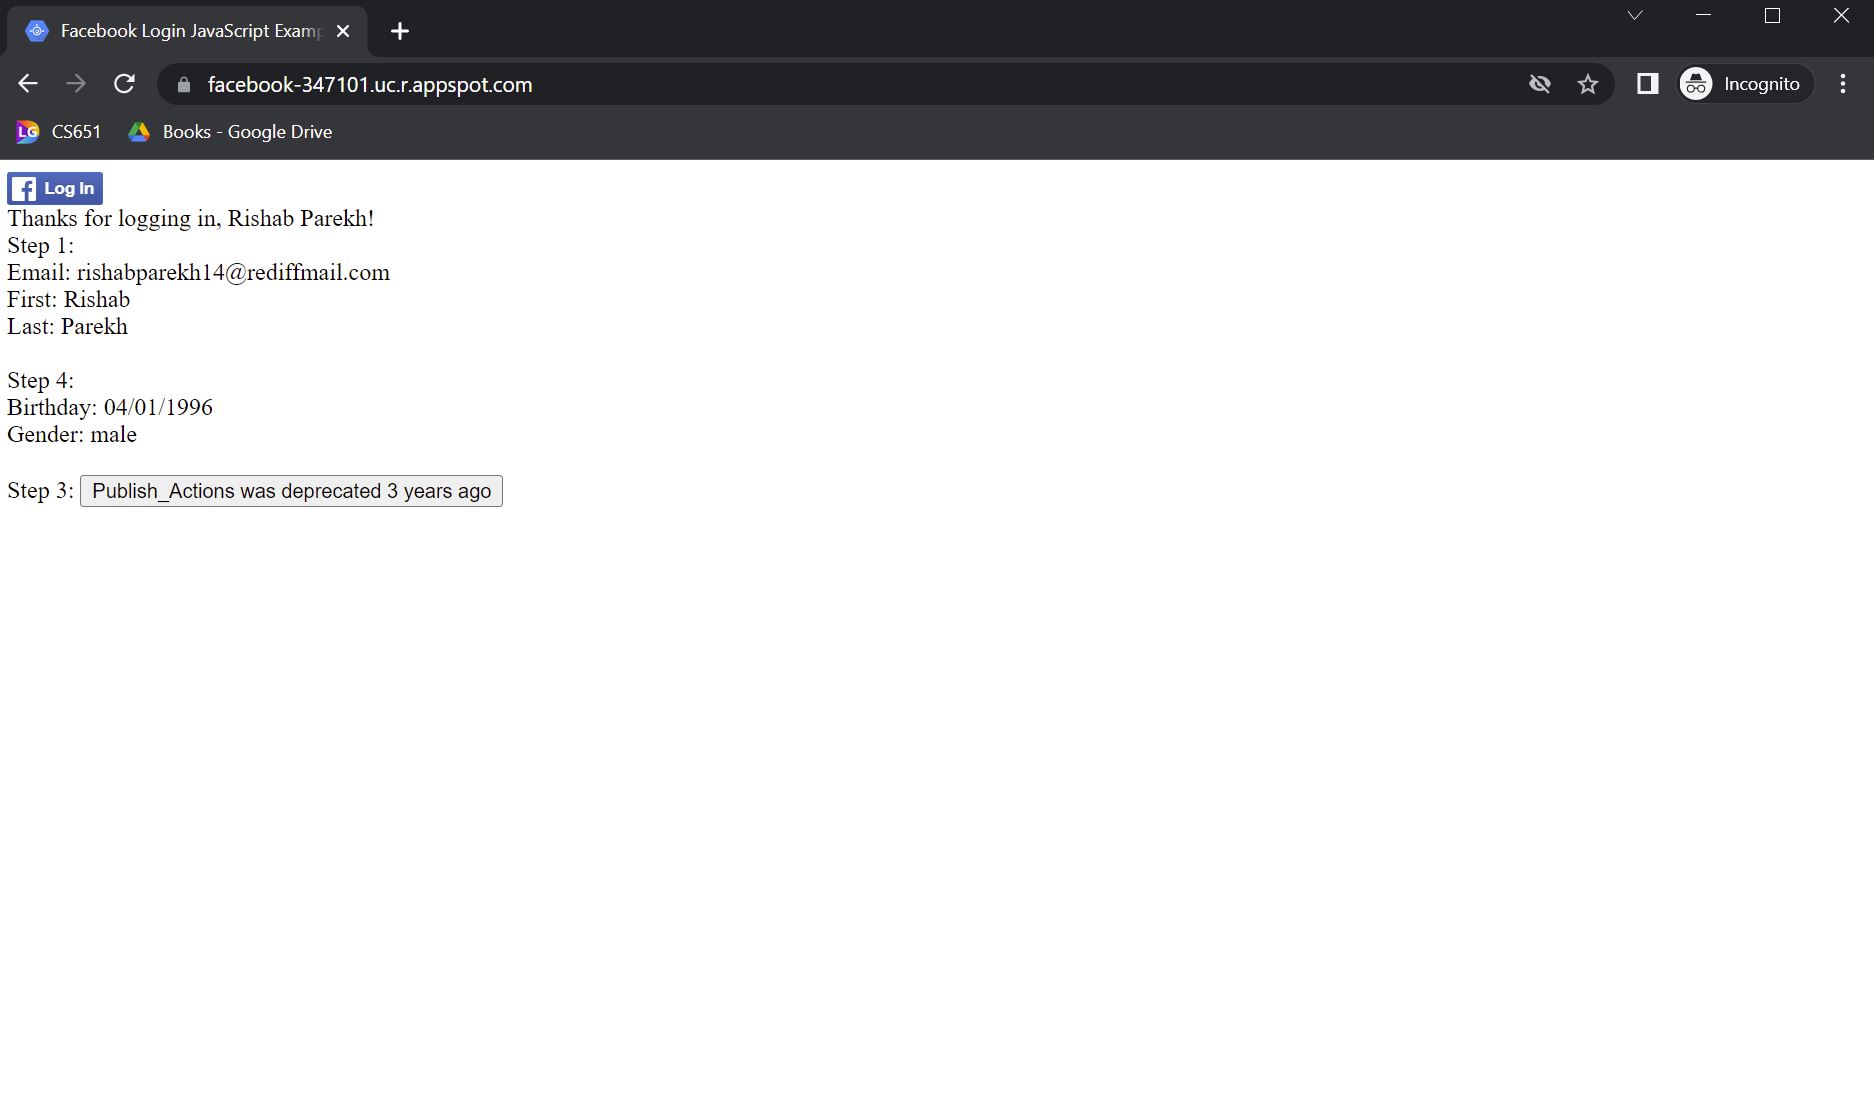 Facebook Login JavaScript Examp
facebook-347101.uc.r.appspot.com
Incognito
LG CS651 Books - Google Drive
Log In
Thanks for logging in, Rishab Parekh!
Step 1:
Email: rishabparekh14@rediffmail.com
First: Rishab
Last: Parekh
Step 4:
Birthday: 04/01/1996
Gender: male
Step 3: Publish_Actions was deprecated 3 years ago